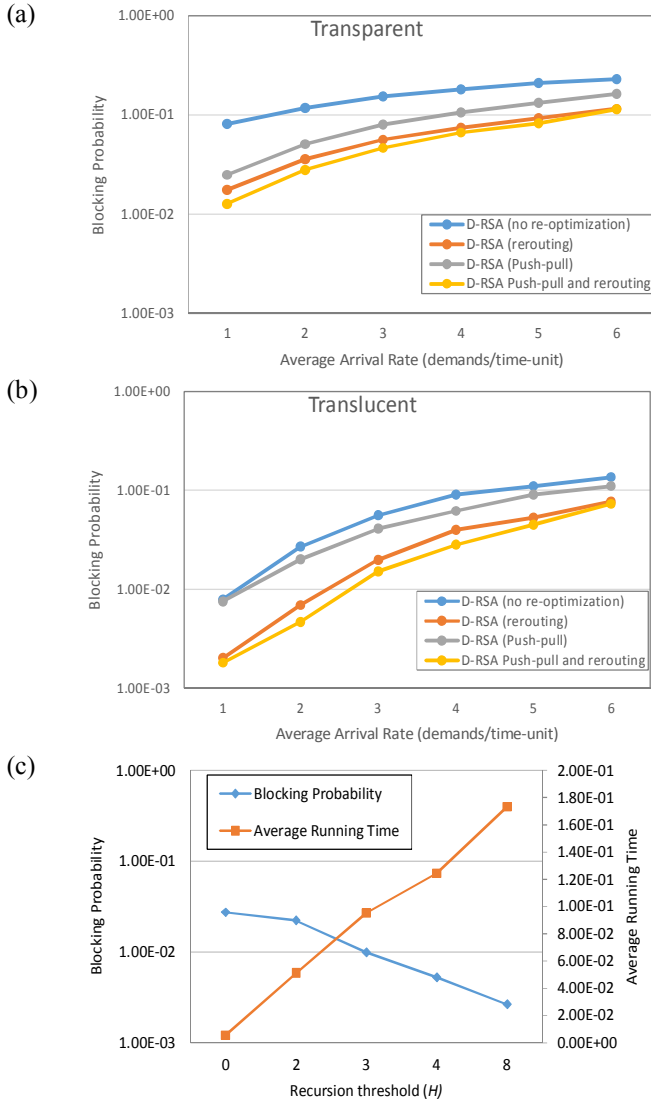 (a)
Transparent
1.00E+00
1.00E-01
1.00E-02
1.00E-03
Blocking Probability
D-RSA (no re-optimization)
D-RSA (rerouting)
D-RSA (Push-pull)
D-RSA Push-pull and rerouting
1 2 3 4 5 6
Average Arrival Rate (demands/time-unit)
(b)
Translucent
1.00E+00
1.00E-01
1.00E-02
1.00E-03
Blocking Probability
D-RSA (no re-optimization)
D-RSA (rerouting)
D-RSA (Push-pull)
D-RSA Push-pull and rerouting
1 2 3 4 5 6
Average Arrival Rate (demands/time-unit)
(c)
1.00E+00
1.00E-01
1.00E-02
1.00E-03
Blocking Probability
Blocking Probability
Average Running Time
2.00E-01
1.80E-01
1.60E-01
1.40E-01
1.20E-01
1.00E-01
8.00E-02
6.00E-02
4.00E-02
2.00E-02
0.00E+00
Average Running Time
0 2 3 4 8
Recursion threshold (H)